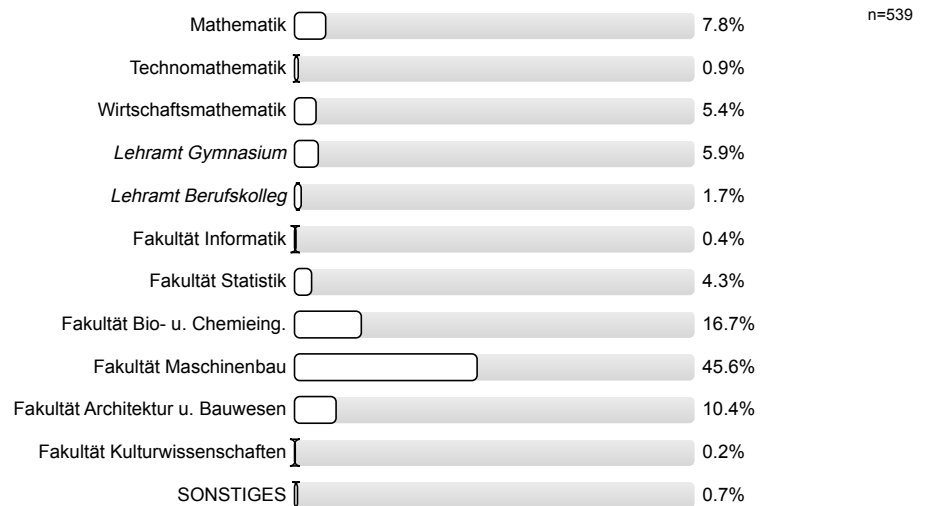 Mathematik 7.8% n=539
Technomathematik 0.9%
Wirtschaftsmathematik 5.4%
Lehramt Gymnasium 5.9%
Lehramt Berufskolleg 1.7%
Fakultät Informatik 0.4%
Fakultät Statistik 4.3%
Fakultät Bio- u. Chemieing. 16.7%
Fakultät Maschinenbau 45.6%
Fakultät Architektur u. Bauwesen 10.4%
Fakultät Kulturwissenschaften 0.2%
SONSTIGES 0.7%